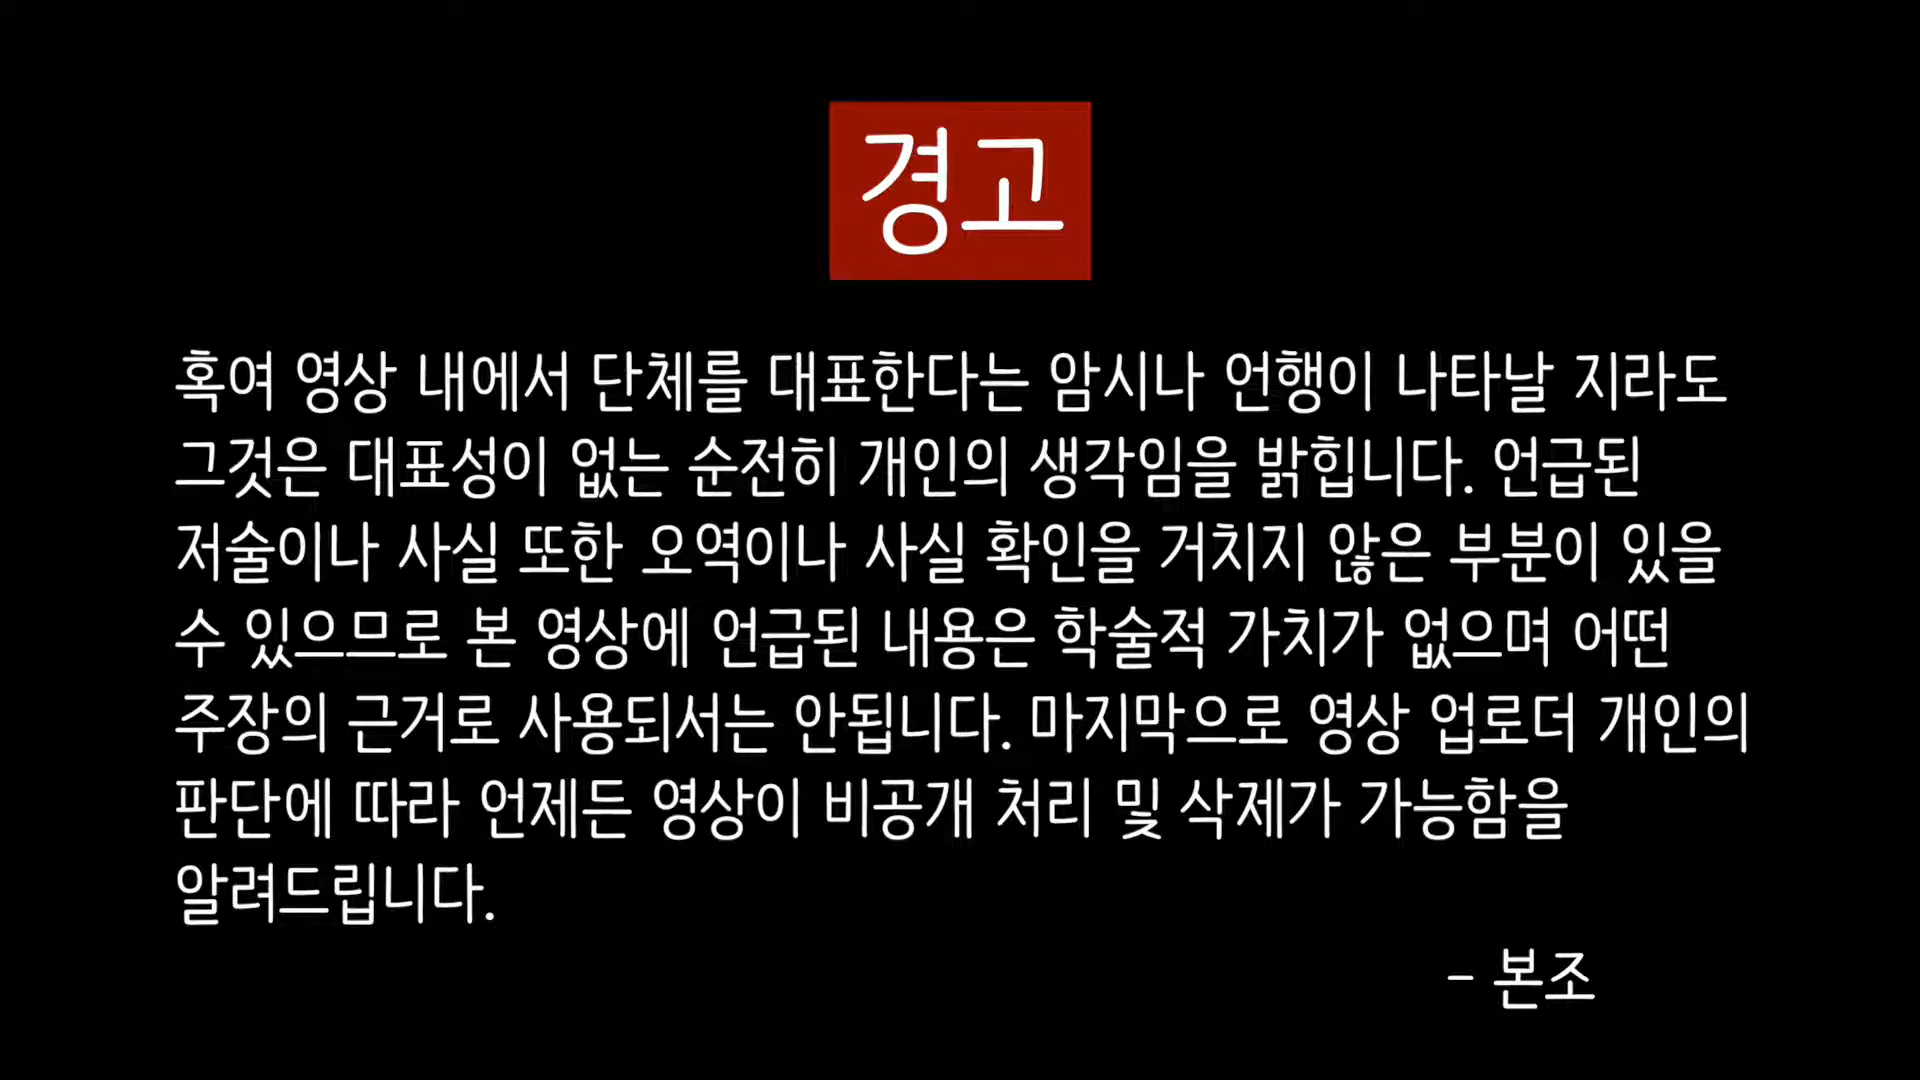 경고
혹여 영상 내에서 단체를 대표한다는 암시나 언행이 나타날 지라도
그것은 대표성이 없는 순전히 개인의 생각임을 밝힙니다. 언급된
저술이나 사실 또한 오역이나 사실 확인을 거치지 않은 부분이 있을
수 있으므로 본 영상에 언급된 내용은 학술적 가치가 없으며 어떤
주장의 근거로 사용되서는 안됩니다. 마지막으로 영상 업로더 개인의
판단에 따라 언제든 영상이 비공개 처리 및 삭제가 가능함을
알려드립니다.
- 본조